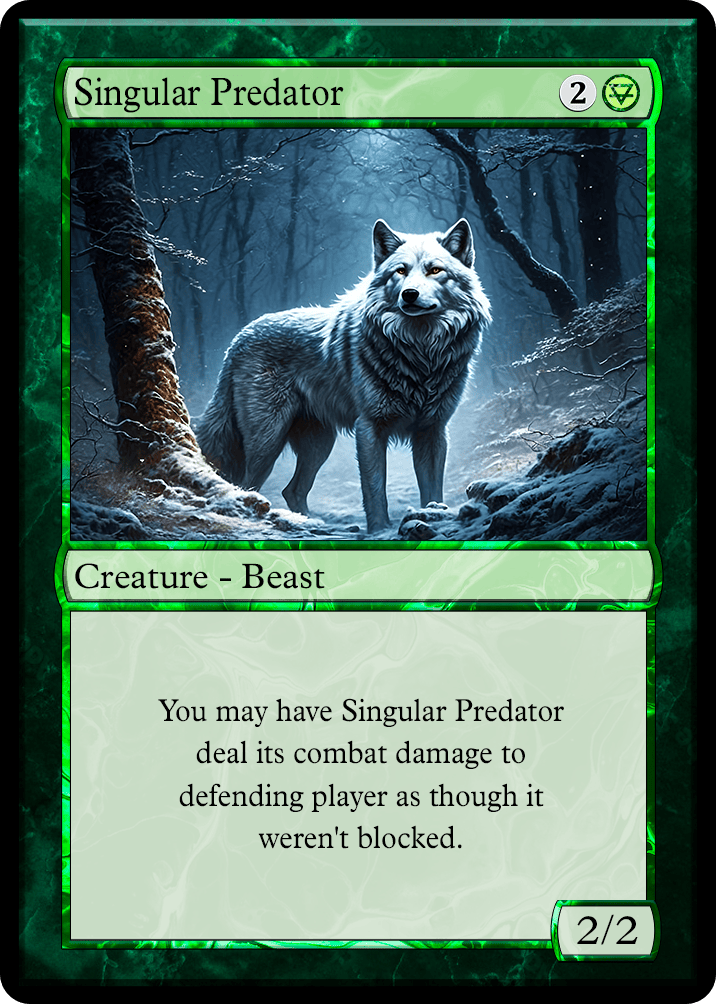 Singular Predator 2
Creature - Beast
You may have Singular Predator
deal its combat damage to
defending player as though it
weren't blocked.
2/2